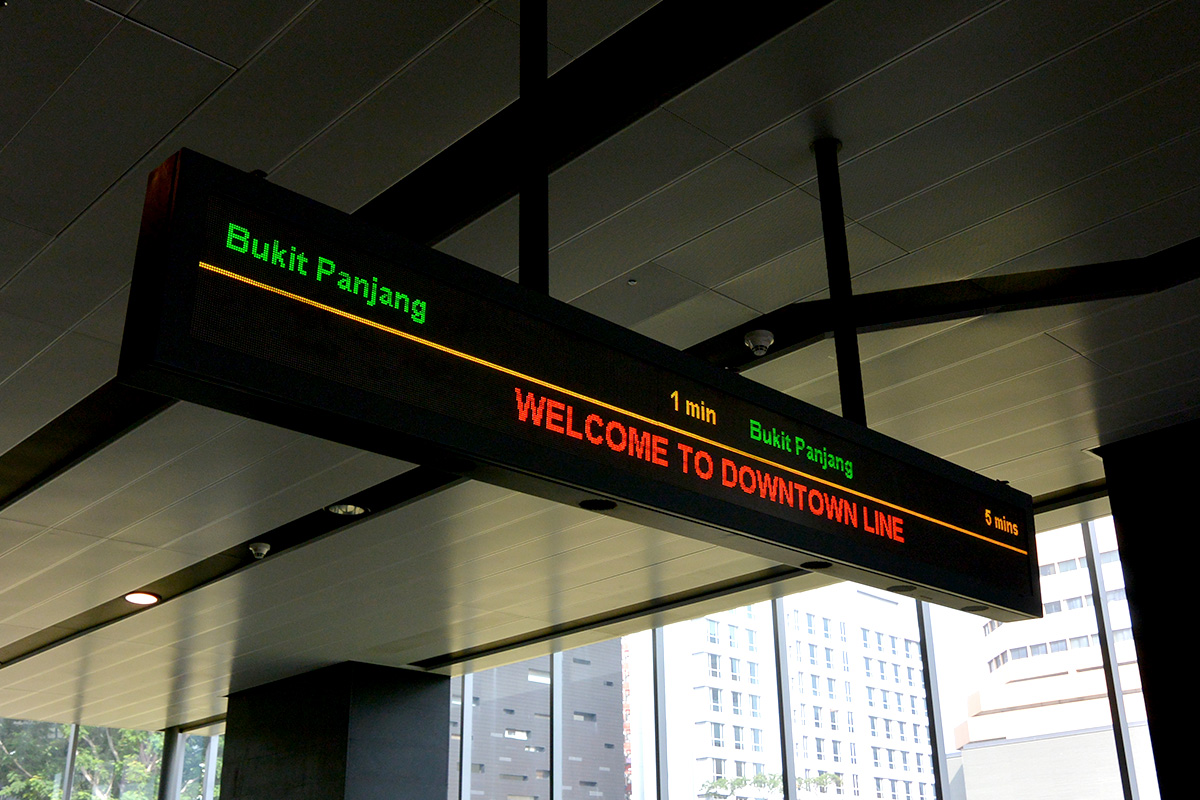 Bukit Panjang 1 min Bukit Panjang 5 mins
WELCOME TO DOWNTOWN LINE